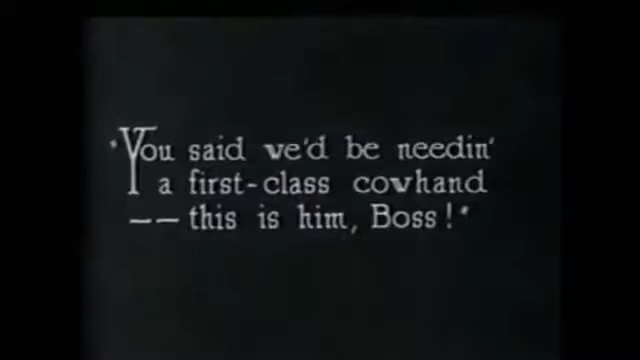 "You said we'd be needin'
a first-class cowhand
—— this is him, Boss!"